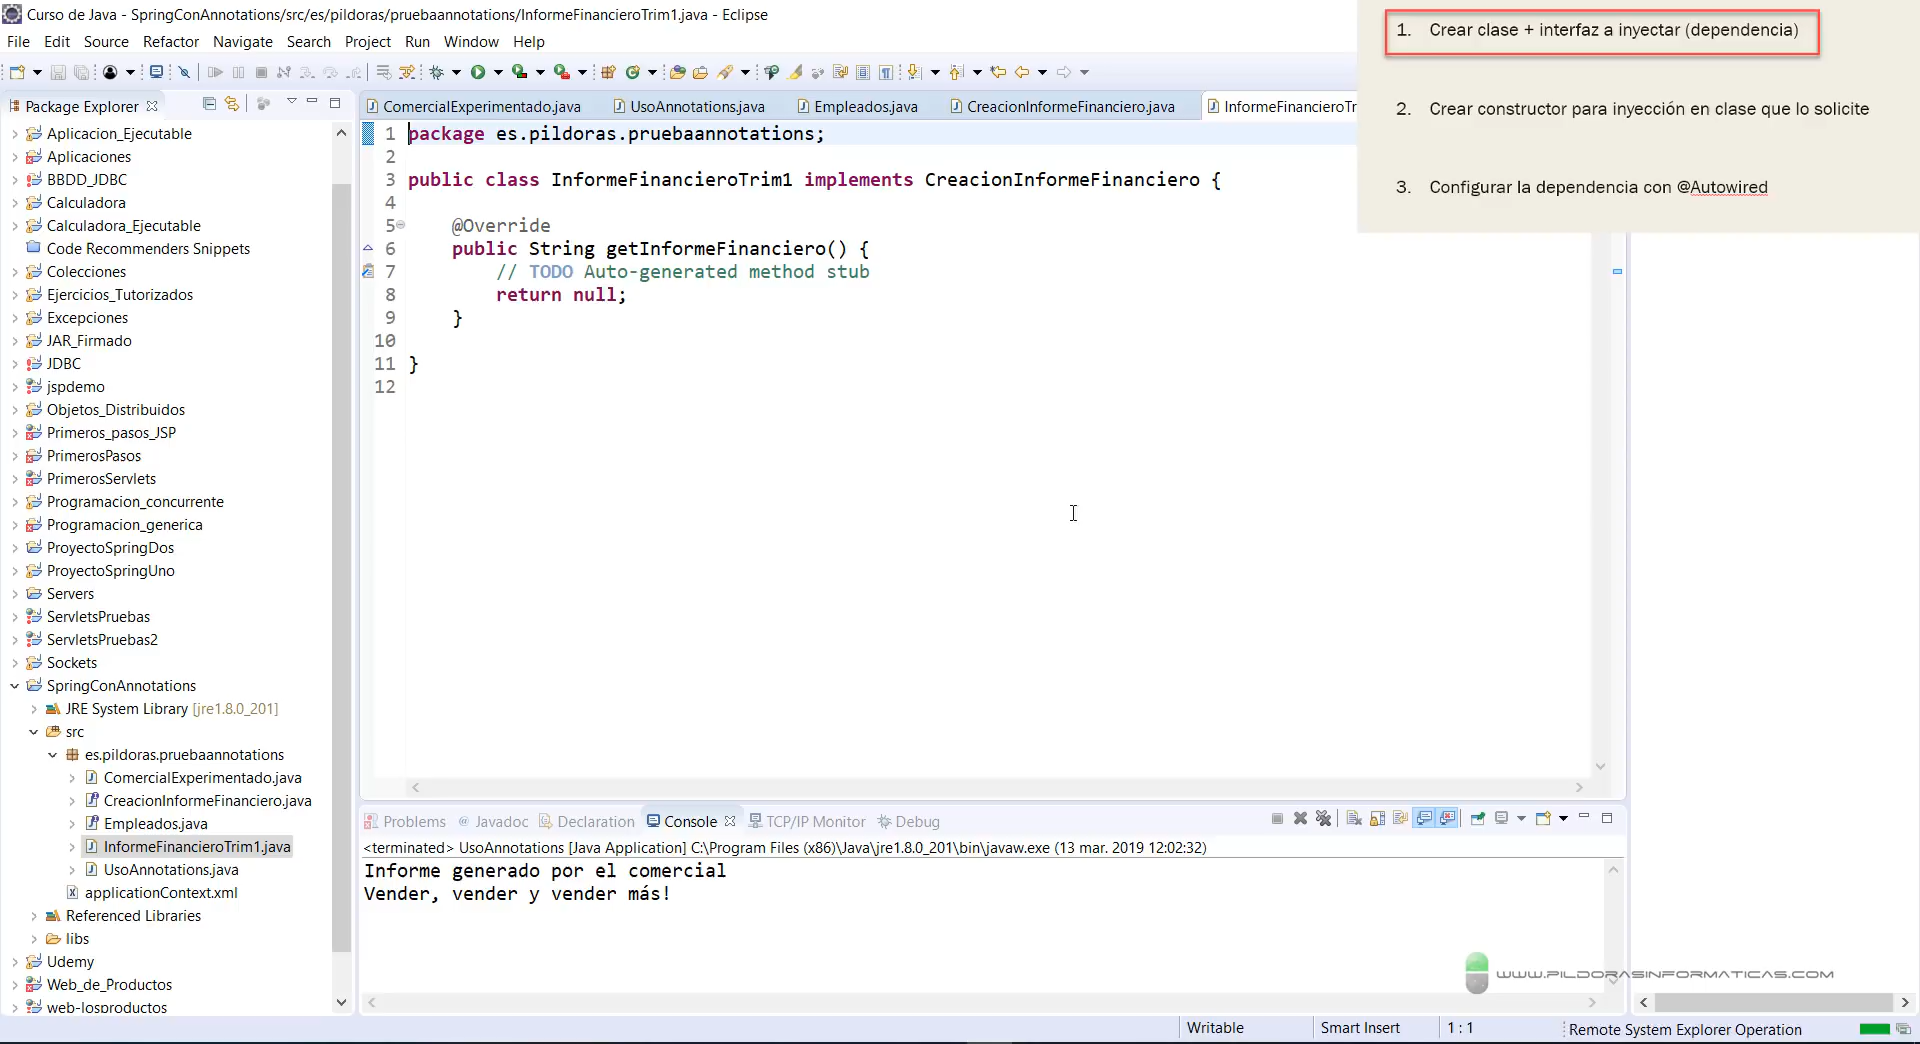 Curso de Java - SpringConAnnotations/src/es/pildoras/pruebaannotations/InformeFinancieroTrim1.java - Eclipse
File Edit Source Refactor Navigate Search Project Run Window Help
1. Crear clase + interfaz a inyectar (dependencia)
2. Crear constructor para inyección en clase que lo solicite
3. Configurar la dependencia con @Autowired
Package Explorer
Aplicacion_Ejecutable
Aplicaciones
BBDD_JDBC
Calculadora
Calculadora_Ejecutable
Code Recommenders Snippets
Colecciones
Ejercicios_Tutorizados
Excepciones
JAR_Firmado
JDBC
jspdemo
Objetos_Distribuidos
Primeros_pasos_JSP
PrimerosPasos
PrimerosServlets
Programacion_concurrente
Programacion_generica
ProyectoSpringDos
ProyectoSpringUno
Servers
ServletsPruebas
ServletsPruebas2
Sockets
SpringConAnnotations
JRE System Library [jre1.8.0_201]
src
es.pildoras.pruebaannotations
ComercialExperimentado.java
CreacionInformeFinanciero.java
Empleados.java
InformeFinancieroTrim1.java
UsoAnnotations.java
applicationContext.xml
Referenced Libraries
libs
Udemy
Web_de_Productos
web-losproductos
ComercialExperimentado.java UsoAnnotations.java Empleados.java CreacionInformeFinanciero.java InformeFinancieroTr
1 package es.pildoras.pruebaannotations;
2
3 public class InformeFinancieroTrim1 implements CreacionInformeFinanciero {
4
5 @Override
6 public String getInformeFinanciero() {
7 // TODO Auto-generated method stub
8 return null;
9 }
10
11 }
12
Problems Javadoc Declaration Console TCP/IP Monitor Debug
<terminated> UsoAnnotations [Java Application] C:\Program Files (x86)\Java\jre1.8.0_201\bin\javaw.exe (13 mar. 2019 12:02:32)
Informe generado por el comercial
Vender, vender y vender más!
WWW.PILDORASINFORMATICAS.COM
Writable Smart Insert 1 : 1 Remote System Explorer Operation